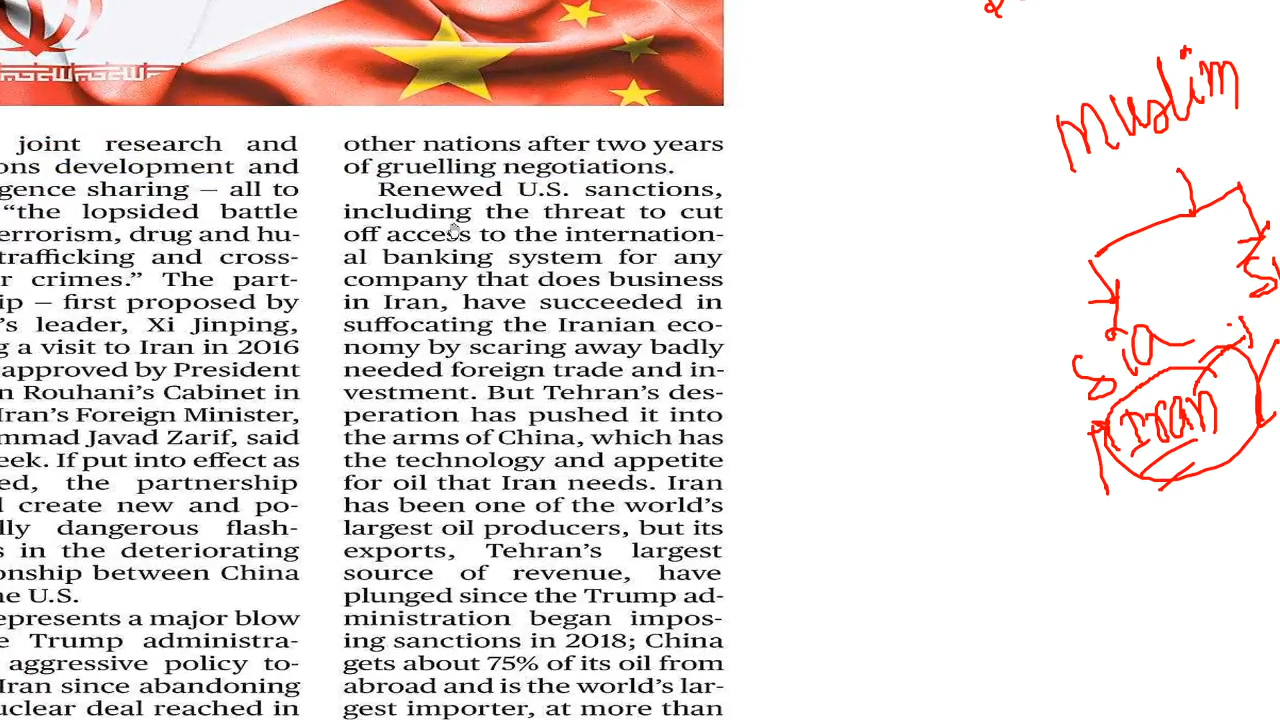 joint research and
ons development and
gence sharing – all to
“the lopsided battle
errorism, drug and hu-
trafficking and cross-
r crimes.” The part-
ip – first proposed by
’s leader, Xi Jinping,
g a visit to Iran in 2016
approved by President
n Rouhani’s Cabinet in
Iran’s Foreign Minister,
mmad Javad Zarif, said
eek. If put into effect as
ed, the partnership
d create new and po-
lly dangerous flash-
s in the deteriorating
onship between China
he U.S.
epresents a major blow
e Trump administra-
aggressive policy to-
Iran since abandoning
uclear deal reached in
other nations after two years
of gruelling negotiations.
Renewed U.S. sanctions,
including the threat to cut
off access to the internation-
al banking system for any
company that does business
in Iran, have succeeded in
suffocating the Iranian eco-
nomy by scaring away badly
needed foreign trade and in-
vestment. But Tehran’s des-
peration has pushed it into
the arms of China, which has
the technology and appetite
for oil that Iran needs. Iran
has been one of the world’s
largest oil producers, but its
exports, Tehran’s largest
source of revenue, have
plunged since the Trump ad-
ministration began impos-
ing sanctions in 2018; China
gets about 75% of its oil from
abroad and is the world’s lar-
gest importer, at more than
Muslim
Sia
Iran